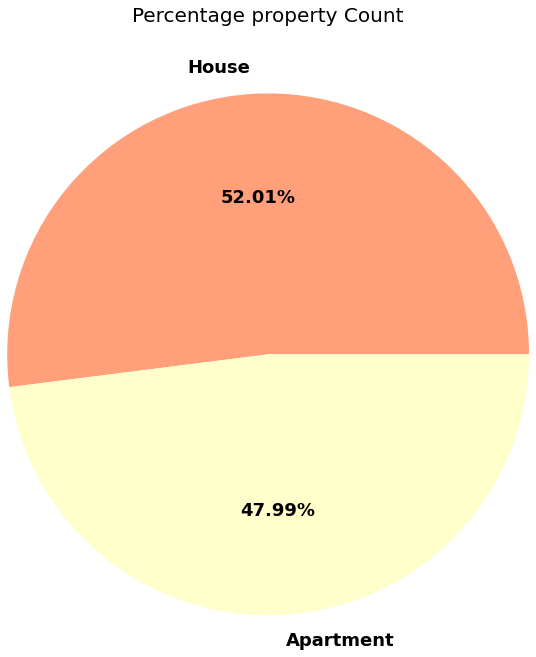 Percentage property Count
House
52.01%
47.99%
Apartment